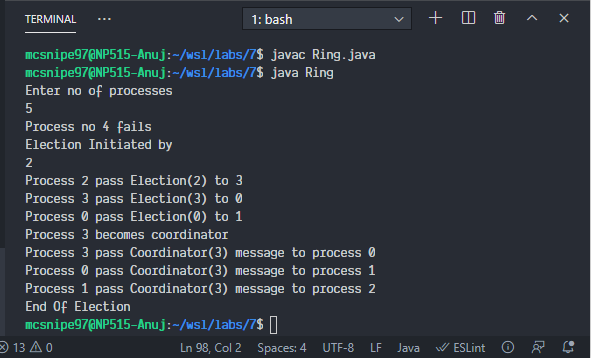 TERMINAL ... 1: bash
mcsnipe97@NP515-Anuj:~/wsl/labs/7$ javac Ring.java
mcsnipe97@NP515-Anuj:~/wsl/labs/7$ java Ring
Enter no of processes
5
Process no 4 fails
Election Initiated by
2
Process 2 pass Election(2) to 3
Process 3 pass Election(3) to 0
Process 0 pass Election(0) to 1
Process 3 becomes coordinator
Process 3 pass Coordinator(3) message to process 0
Process 0 pass Coordinator(3) message to process 1
Process 1 pass Coordinator(3) message to process 2
End Of Election
mcsnipe97@NP515-Anuj:~/wsl/labs/7$
13 0 Ln 98, Col 2 Spaces: 4 UTF-8 LF Java ESLint